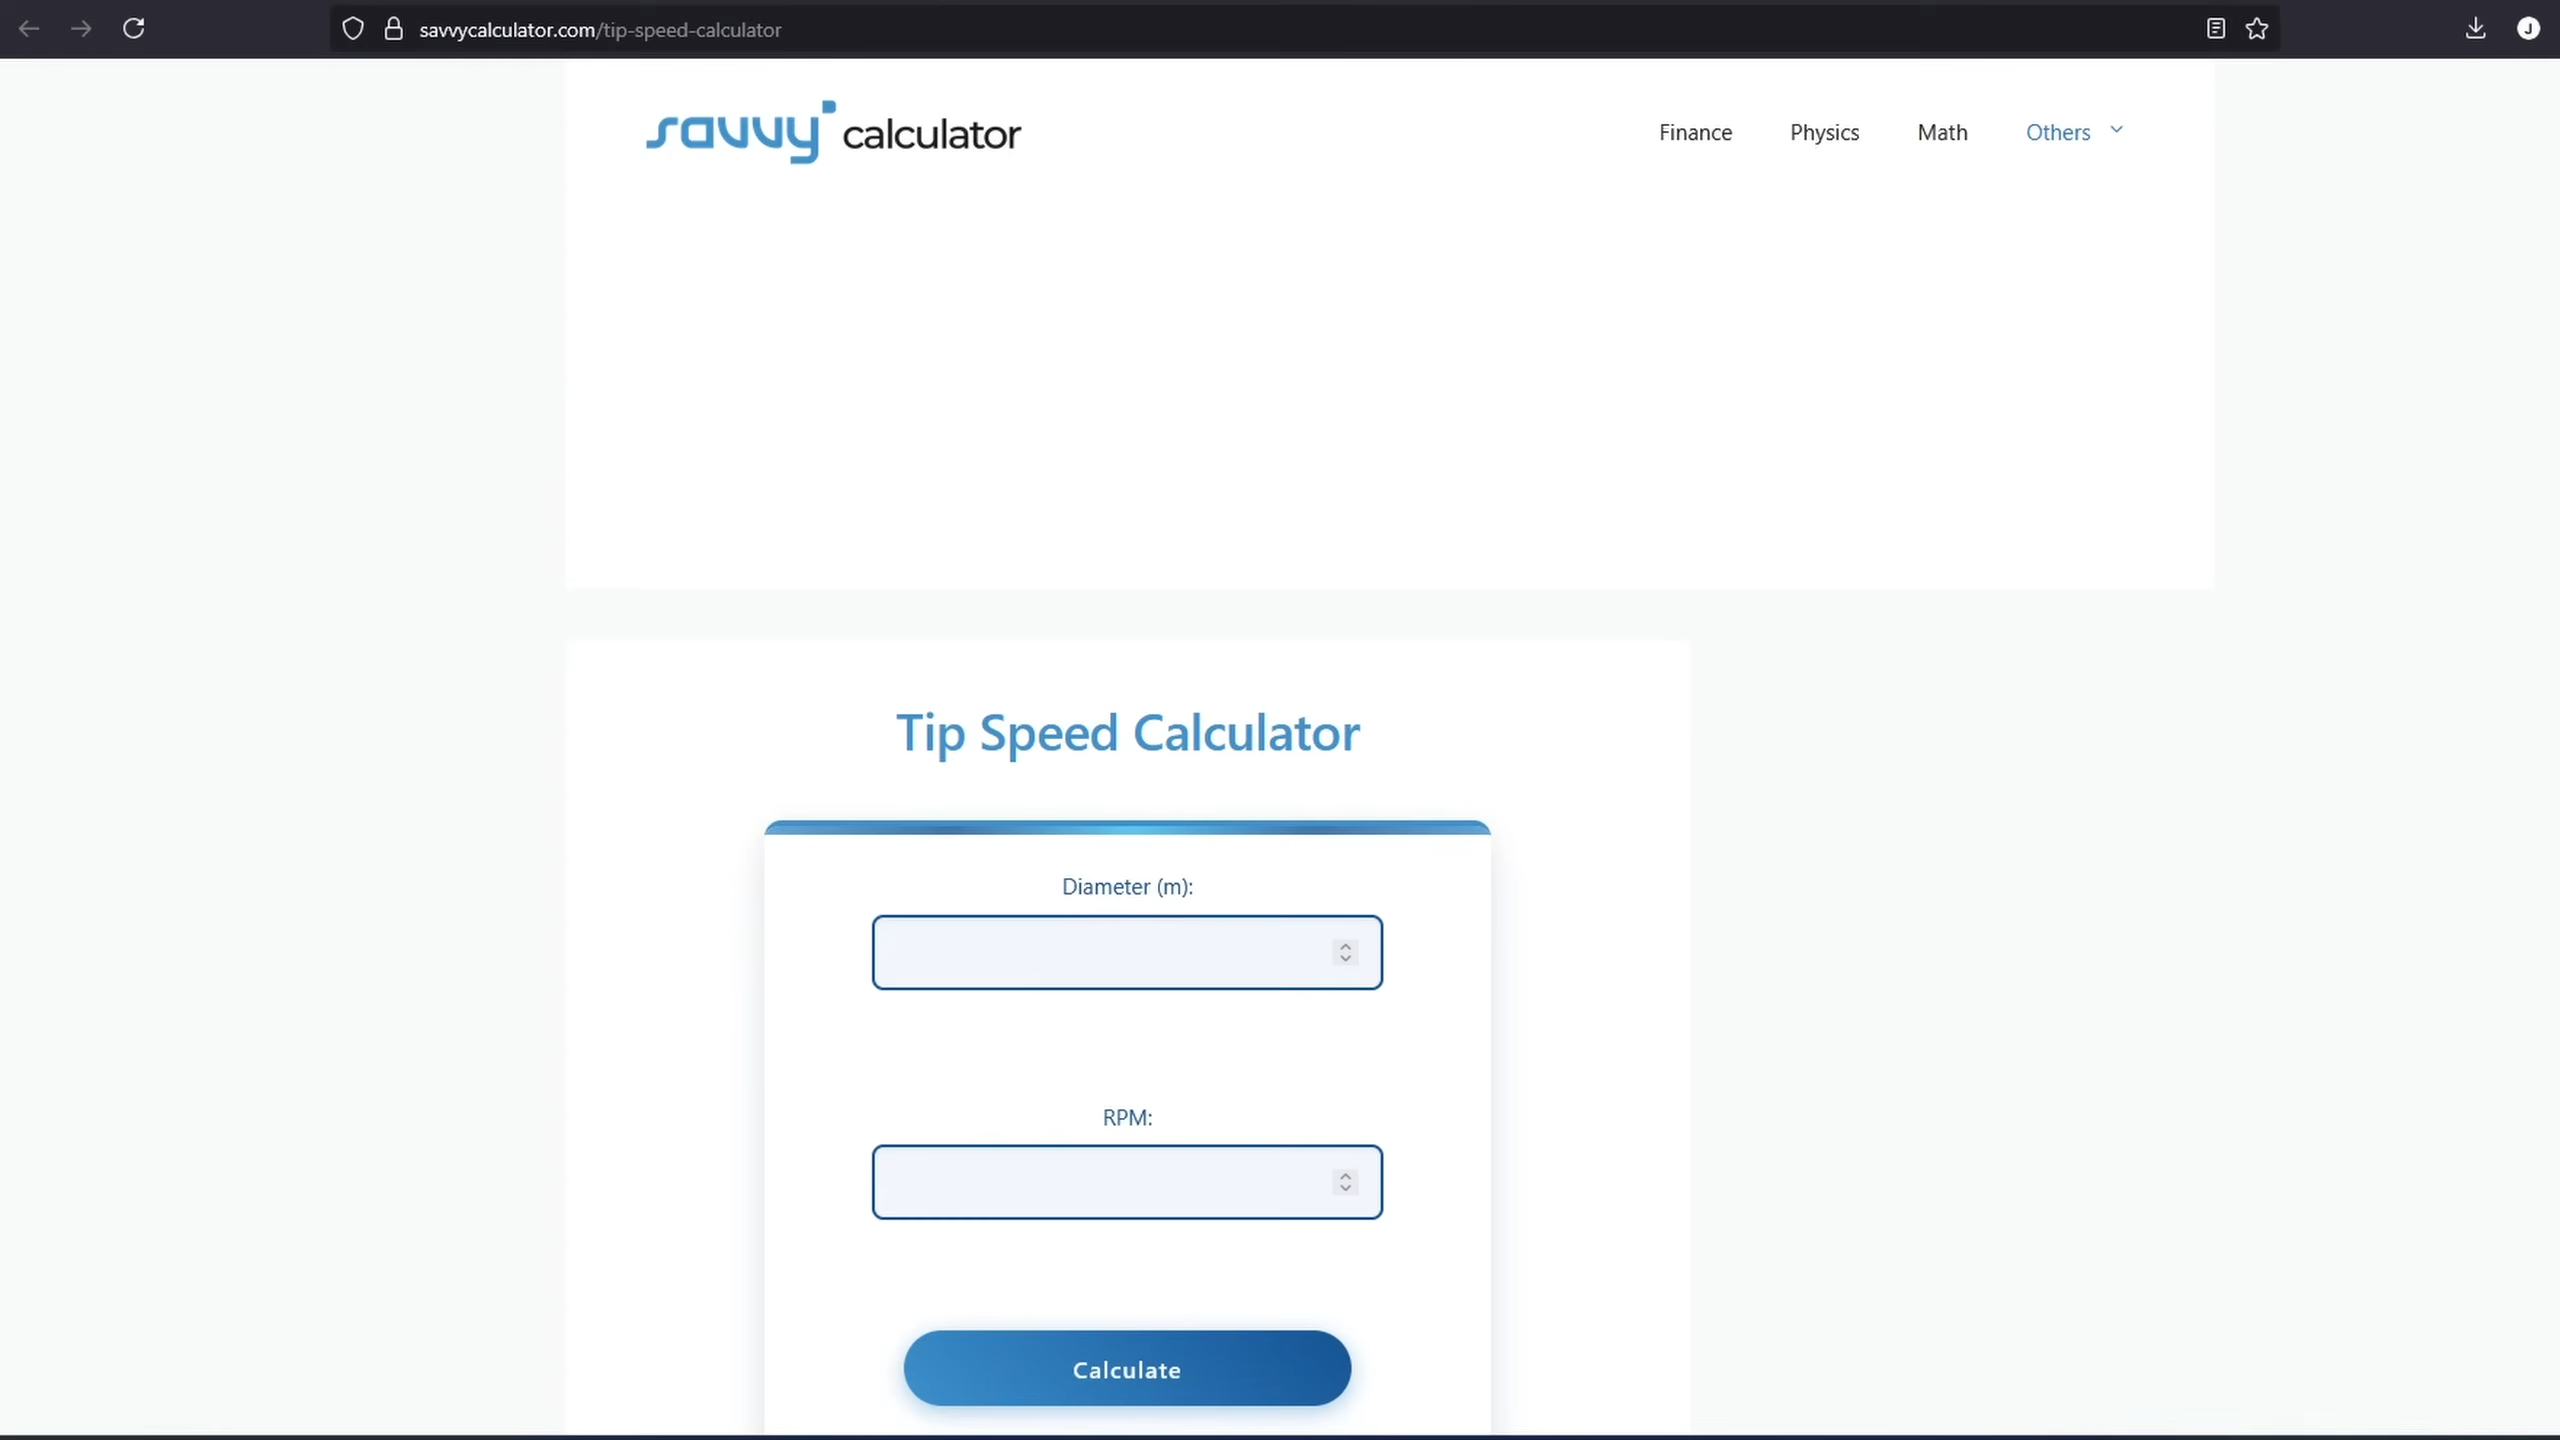 savvycalculator.com/tip-speed-calculator
J
savvy calculator
Finance Physics Math Others
Tip Speed Calculator
Diameter (m):
RPM:
Calculate